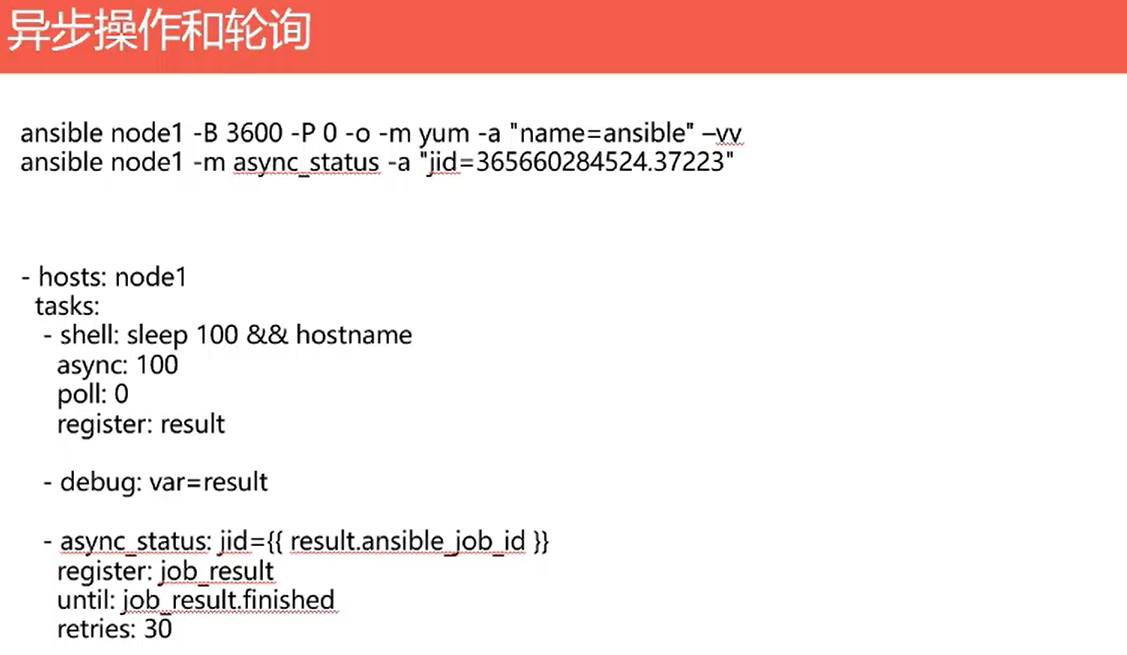 异步操作和轮询
ansible node1 -B 3600 -P 0 -o -m yum -a "name=ansible" –vv
ansible node1 -m async_status -a "jid=365660284524.37223"
- hosts: node1
tasks:
- shell: sleep 100 && hostname
async: 100
poll: 0
register: result
- debug: var=result
- async_status: jid={{ result.ansible_job_id }}
register: job_result
until: job_result.finished
retries: 30